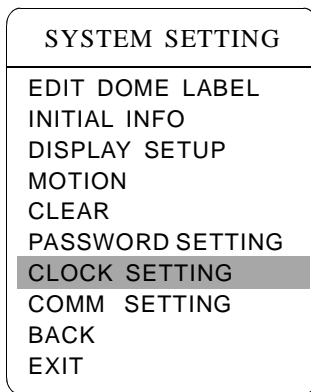 SYSTEM SETTING
EDIT DOME LABEL
INITIAL INFO
DISPLAY SETUP
MOTION
CLEAR
PASSWORD SETTING
CLOCK SETTING
COMM SETTING
BACK
EXIT